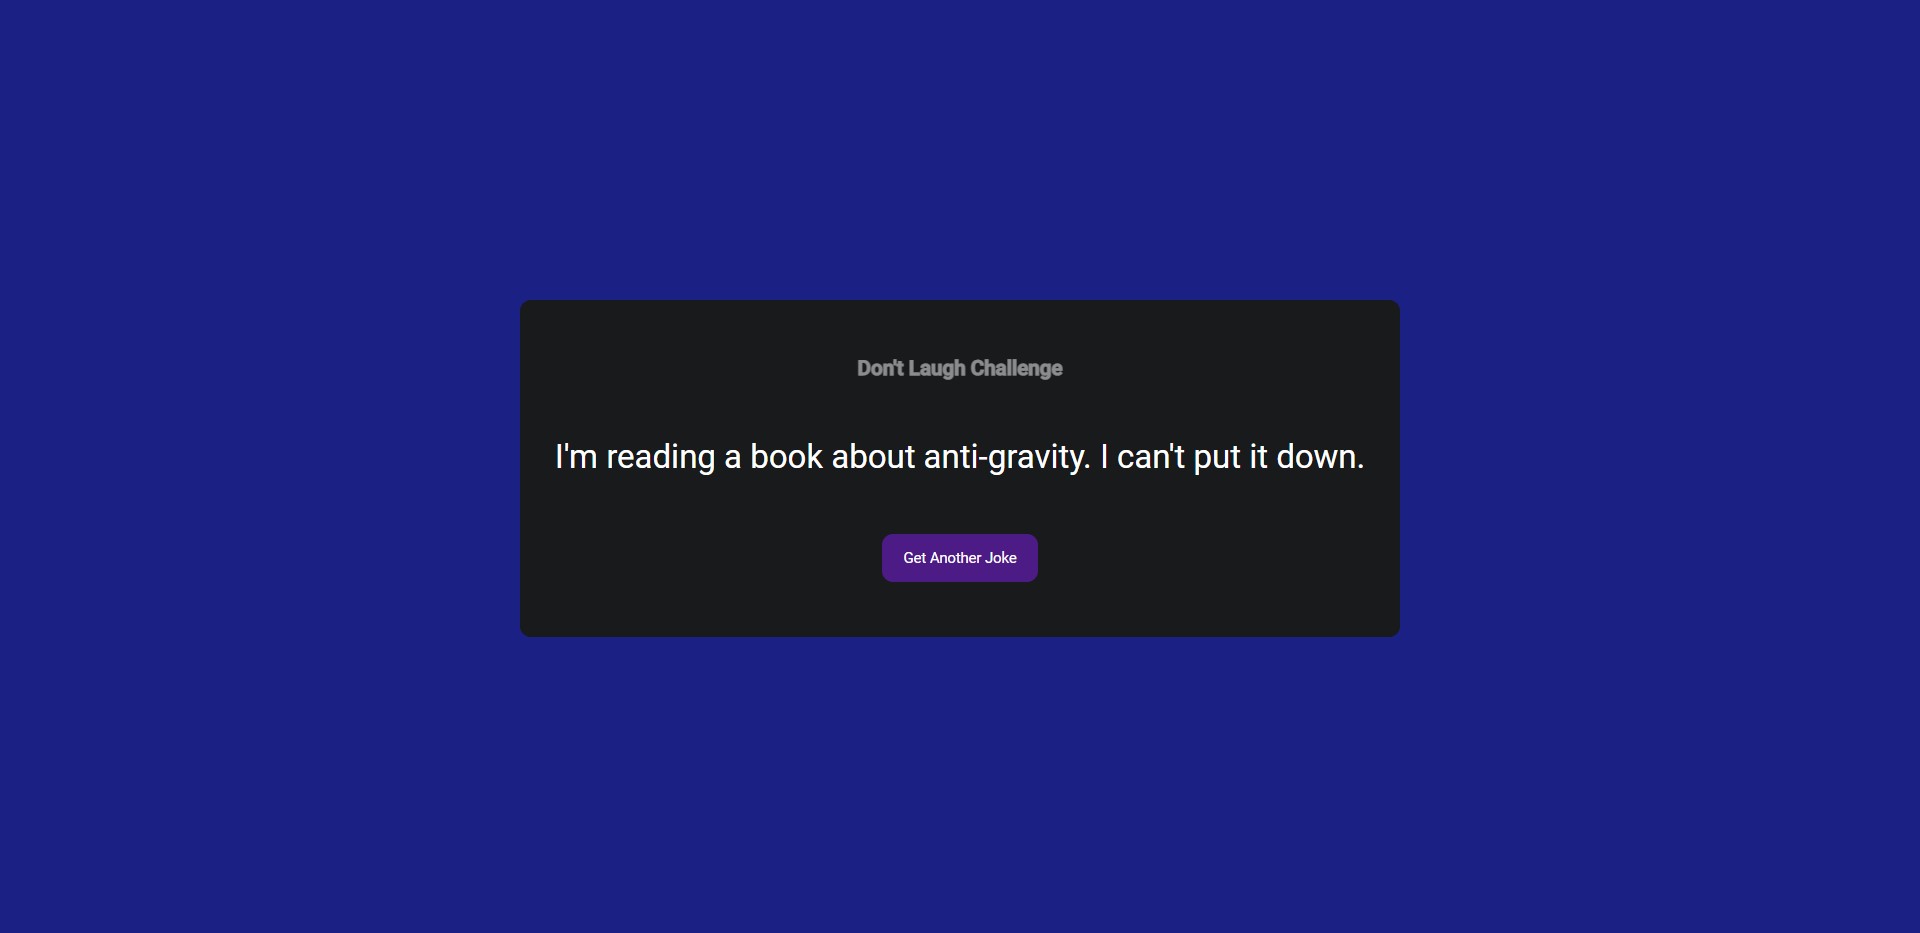 Don't Laugh Challenge
I'm reading a book about anti-gravity. I can't put it down.
Get Another Joke